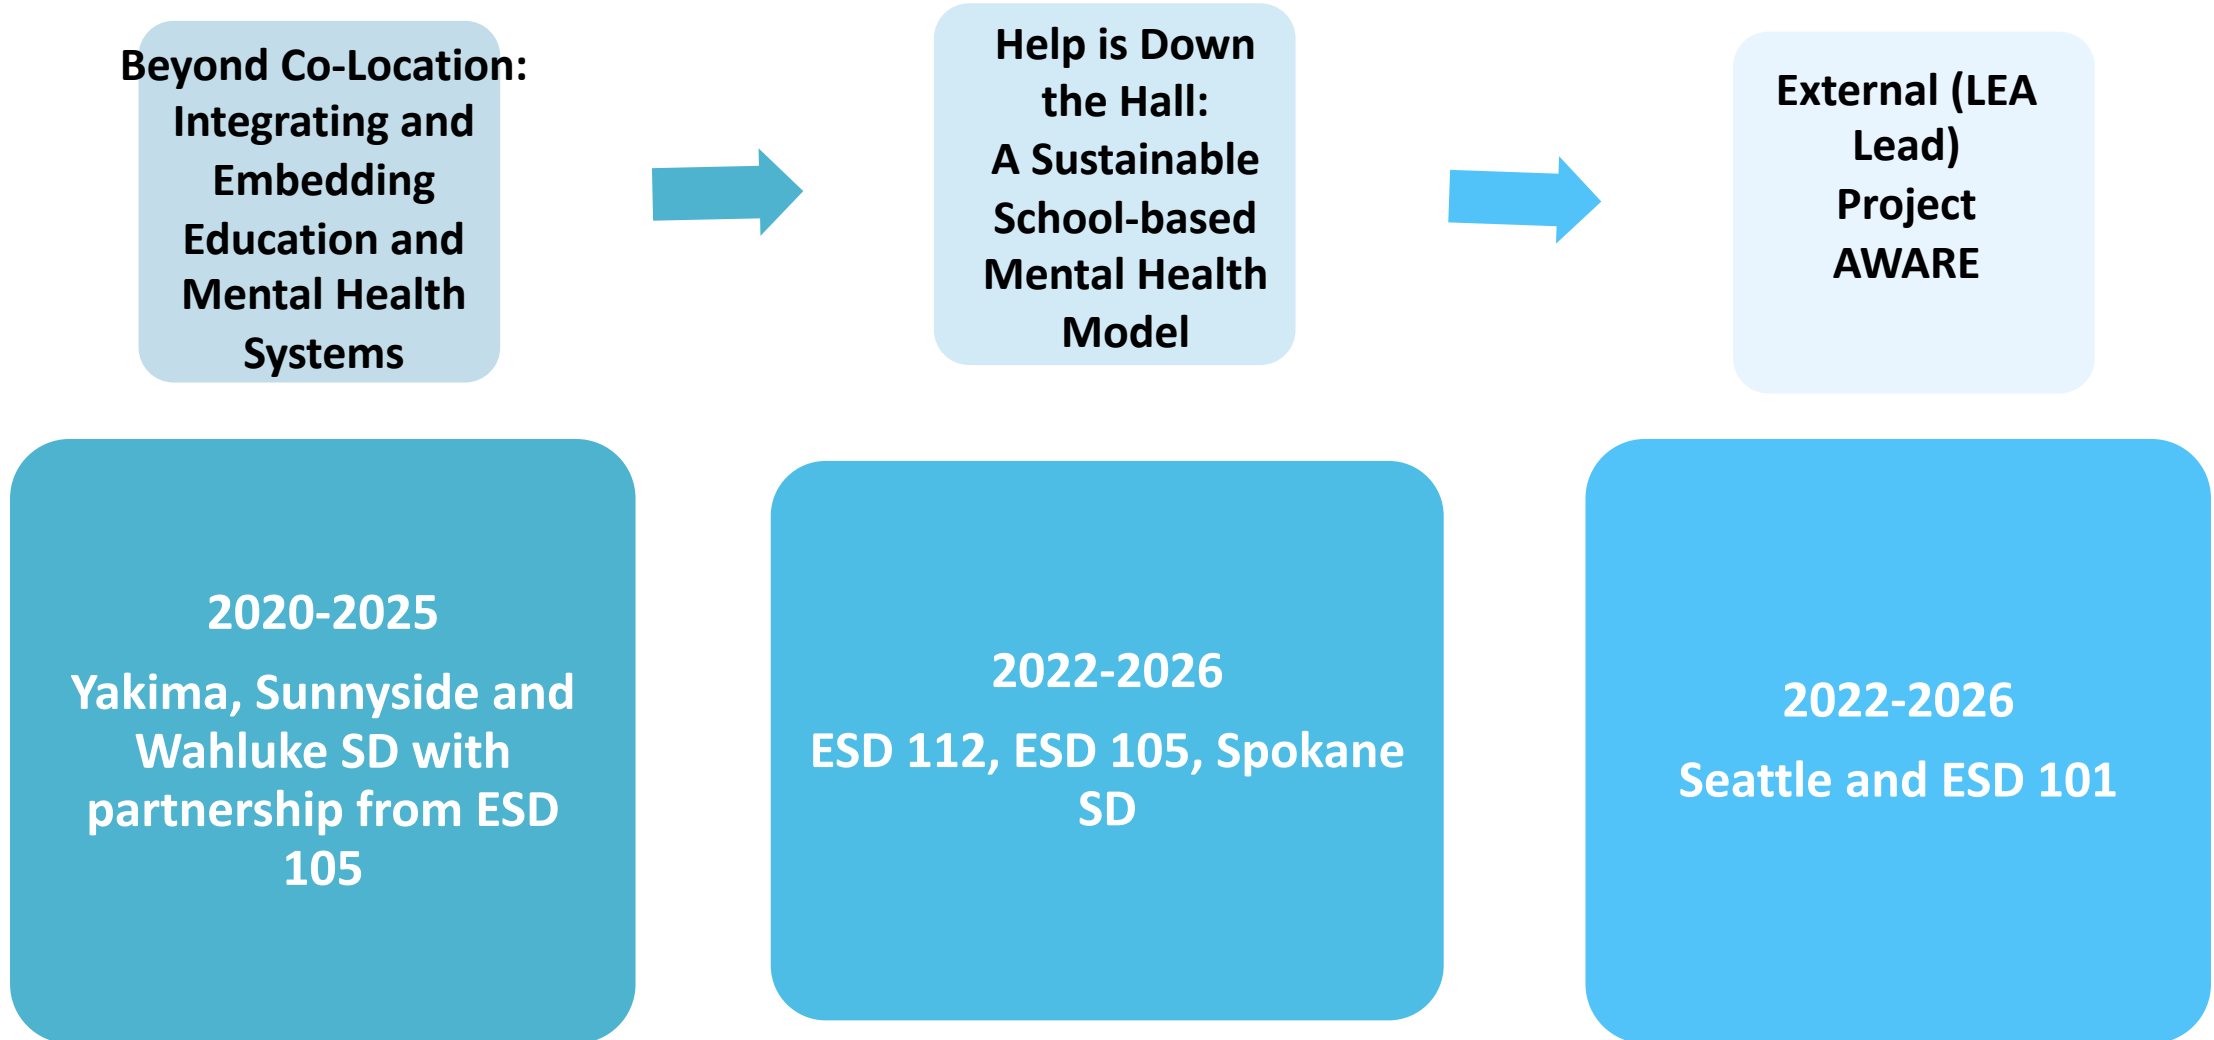 Beyond Co-Location:
Integrating and
Embedding
Education and
Mental Health
Systems
Help is Down
the Hall:
A Sustainable
School-based
Mental Health
Model
External (LEA
Lead)
Project
AWARE
2020-2025
Yakima, Sunnyside and
Wahluke SD with
partnership from ESD
105
2022-2026
ESD 112, ESD 105, Spokane
SD
2022-2026
Seattle and ESD 101